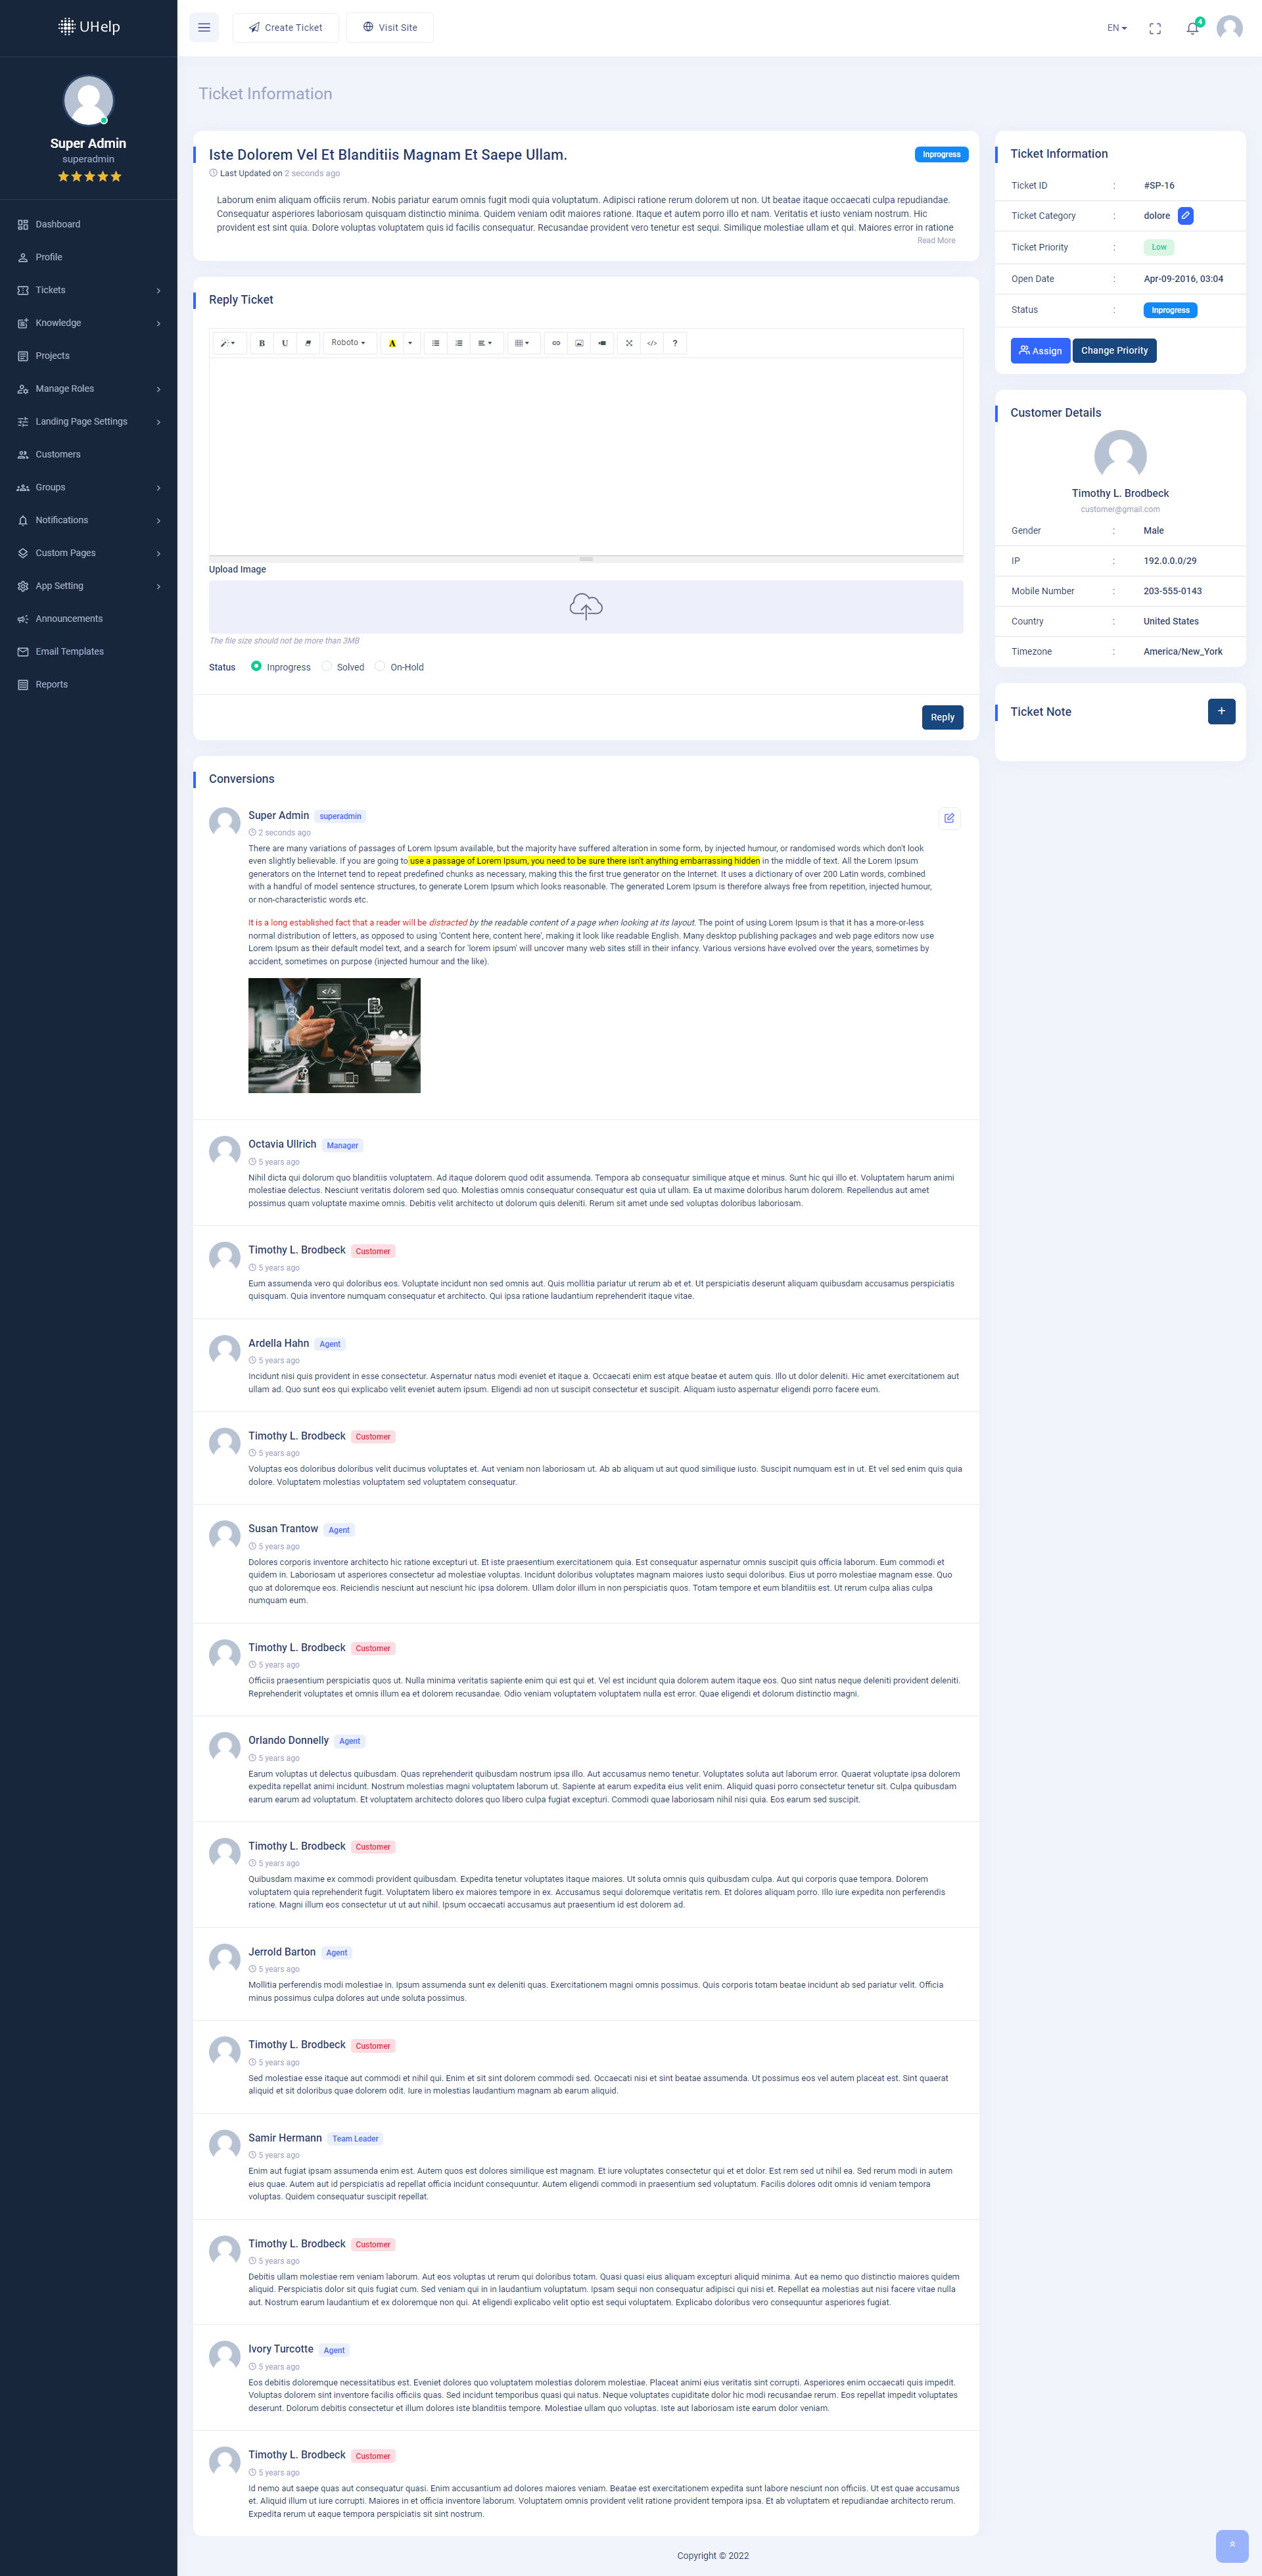 UHelp
Super Admin
superadmin
Dashboard
Profile
Tickets
Knowledge
Projects
Manage Roles
Landing Page Settings
Customers
Groups
Notifications
Custom Pages
App Setting
Announcements
Email Templates
Reports
Create Ticket
Visit Site
EN
4
Ticket Information
Iste Dolorem Vel Et Blanditiis Magnam Et Saepe Ullam.
Inprogress
Last Updated on 2 seconds ago
Laborum enim aliquam officiis rerum. Nobis pariatur earum omnis fugit modi quia voluptatum. Adipisci ratione rerum dolorem ut non. Ut beatae itaque occaecati culpa repudiandae.
Consequatur asperiores laboriosam quisquam distinctio minima. Quidem veniam odit maiores ratione. Itaque et autem porro illo et nam. Veritatis et iusto veniam nostrum. Hic
provident est sint quia. Dolore voluptas voluptatem quis id facilis consequatur. Recusandae provident vero tenetur est sequi. Similique molestiae ullam et qui. Maiores error in ratione
Read More
Reply Ticket
B U Roboto A </> ?
Upload Image
The file size should not be more than 3MB
Status Inprogress Solved On-Hold
Reply
Conversions
Super Admin superadmin
2 seconds ago
There are many variations of passages of Lorem Ipsum available, but the majority have suffered alteration in some form, by injected humour, or randomised words which don't look
even slightly believable. If you are going to use a passage of Lorem Ipsum, you need to be sure there isn't anything embarrassing hidden in the middle of text. All the Lorem Ipsum
generators on the Internet tend to repeat predefined chunks as necessary, making this the first true generator on the Internet. It uses a dictionary of over 200 Latin words, combined
with a handful of model sentence structures, to generate Lorem Ipsum which looks reasonable. The generated Lorem Ipsum is therefore always free from repetition, injected humour,
or non-characteristic words etc.
It is a long established fact that a reader will be distracted by the readable content of a page when looking at its layout. The point of using Lorem Ipsum is that it has a more-or-less
normal distribution of letters, as opposed to using 'Content here, content here', making it look like readable English. Many desktop publishing packages and web page editors now use
Lorem Ipsum as their default model text, and a search for 'lorem ipsum' will uncover many web sites still in their infancy. Various versions have evolved over the years, sometimes by
accident, sometimes on purpose (injected humour and the like).
Octavia Ullrich Manager
5 years ago
Nihil dicta qui dolorum quo blanditiis voluptatem. Ad itaque dolorem quod odit assumenda. Tempora ab consequatur similique atque et minus. Sunt hic qui illo et. Voluptatem harum animi
molestiae delectus. Nesciunt veritatis dolorem sed quo. Molestias omnis consequatur consequatur est quia ut ullam. Ea ut maxime doloribus harum dolorem. Repellendus aut amet
possimus quam voluptate maxime omnis. Debitis velit architecto ut dolorum quis deleniti. Rerum sit amet unde sed voluptas doloribus laboriosam.
Timothy L. Brodbeck Customer
5 years ago
Eum assumenda vero qui doloribus eos. Voluptate incidunt non sed omnis aut. Quis mollitia pariatur ut rerum ab et et. Ut perspiciatis deserunt aliquam quibusdam accusamus perspiciatis
quisquam. Quia inventore numquam consequatur et architecto. Qui ipsa ratione laudantium reprehenderit itaque vitae.
Ardella Hahn Agent
5 years ago
Incidunt nisi quis provident in esse consectetur. Aspernatur natus modi eveniet et itaque a. Occaecati enim est atque beatae et autem quis. Illo ut dolor deleniti. Hic amet exercitationem aut
ullam ad. Quo sunt eos qui explicabo velit eveniet autem ipsum. Eligendi ad non ut suscipit consectetur et suscipit. Aliquam iusto aspernatur eligendi porro facere eum.
Timothy L. Brodbeck Customer
5 years ago
Voluptas eos doloribus doloribus velit ducimus voluptates et. Aut veniam non laboriosam ut. Ab ab aliquam ut aut quod similique iusto. Suscipit numquam est in ut. Et vel sed enim quis quia
dolore. Voluptatem molestias voluptatem sed voluptatem consequatur.
Susan Trantow Agent
5 years ago
Dolores corporis inventore architecto hic ratione excepturi ut. Et iste praesentium exercitationem quia. Est consequatur aspernatur omnis suscipit quis officia laborum. Eum commodi et
quidem in. Laboriosam ut asperiores consectetur ad molestiae voluptas. Incidunt doloribus voluptates magnam maiores iusto sequi doloribus. Eius ut porro molestiae magnam esse. Quo
quo at doloremque eos. Reiciendis nesciunt aut nesciunt hic ipsa dolorem. Ullam dolor illum in non perspiciatis quos. Totam tempore et eum blanditiis est. Ut rerum culpa alias culpa
numquam eum.
Timothy L. Brodbeck Customer
5 years ago
Officiis praesentium perspiciatis quos ut. Nulla minima veritatis sapiente enim qui est qui et. Vel est incidunt quia dolorem autem itaque eos. Quo sint natus neque deleniti provident deleniti.
Reprehenderit voluptates et omnis illum ea et dolorem recusandae. Odio veniam voluptatem voluptatem nulla est error. Quae eligendi et dolorum distinctio magni.
Orlando Donnelly Agent
5 years ago
Earum voluptas ut delectus quibusdam. Quas reprehenderit quibusdam nostrum ipsa illo. Aut accusamus nemo tenetur. Voluptates soluta aut laborum error. Quaerat voluptate ipsa dolorem
expedita repellat animi incidunt. Nostrum molestias magni voluptatem laborum ut. Sapiente at earum expedita eius velit enim. Aliquid quasi porro consectetur tenetur sit. Culpa quibusdam
earum earum ad voluptatum. Et voluptatem architecto dolores quo libero culpa fugiat excepturi. Commodi quae laboriosam nihil nisi quia. Eos earum sed suscipit.
Timothy L. Brodbeck Customer
5 years ago
Quibusdam maxime ex commodi provident quibusdam. Expedita tenetur voluptates itaque maiores. Ut soluta omnis quis quibusdam culpa. Aut qui corporis quae tempora. Dolorem
voluptatem quia reprehenderit fugit. Voluptatem libero ex maiores tempore in ex. Accusamus sequi doloremque veritatis rem. Et dolores aliquam porro. Illo iure expedita non perferendis
ratione. Magni illum eos consectetur ut ut aut nihil. Ipsum occaecati accusamus aut praesentium id est dolorem ad.
Jerrold Barton Agent
5 years ago
Mollitia perferendis modi molestiae in. Ipsum assumenda sunt ex deleniti quas. Exercitationem magni omnis possimus. Quis corporis totam beatae incidunt ab sed pariatur velit. Officia
minus possimus culpa dolores aut unde soluta possimus.
Timothy L. Brodbeck Customer
5 years ago
Sed molestiae esse itaque aut commodi et nihil qui. Enim et sit sint dolorem commodi sed. Occaecati nisi et sint beatae assumenda. Ut possimus eos vel autem placeat est. Sint quaerat
aliquid et sit doloribus quae dolorem odit. Iure in molestias laudantium magnam ab earum aliquid.
Samir Hermann Team Leader
5 years ago
Enim aut fugiat ipsam assumenda enim est. Autem quos est dolores similique est magnam. Et iure voluptates consectetur qui et et dolor. Est rem sed ut nihil ea. Sed rerum modi in autem
eius quae. Autem aut id perspiciatis ad repellat officia incidunt consequuntur. Autem eligendi commodi in praesentium sed voluptatum. Facilis dolores odit omnis id veniam tempora
voluptas. Quidem consequatur suscipit repellat.
Timothy L. Brodbeck Customer
5 years ago
Debitis ullam molestiae rem veniam laborum. Aut eos voluptas ut rerum qui doloribus totam. Quasi quasi eius aliquam excepturi aliquid minima. Aut ea nemo quo distinctio maiores quidem
aliquid. Perspiciatis dolor sit quis fugiat cum. Sed veniam qui in in laudantium voluptatum. Ipsam sequi non consequatur adipisci qui nisi et. Repellat ea molestias aut nisi facere vitae nulla
aut. Nostrum earum laudantium et ex doloremque non qui. At eligendi explicabo velit optio est sequi voluptatem. Explicabo doloribus vero consequuntur asperiores fugiat.
Ivory Turcotte Agent
5 years ago
Eos debitis doloremque necessitatibus est. Eveniet dolores quo voluptatem molestias dolorem molestiae. Placeat animi eius veritatis sint corrupti. Asperiores enim occaecati quis impedit.
Voluptas dolorem sint inventore facilis officiis quas. Sed incidunt temporibus quasi qui natus. Neque voluptates cupiditate dolor hic modi recusandae rerum. Eos repellat impedit voluptates
deserunt. Dolorum debitis consectetur et illum dolores iste blanditiis tempore. Molestiae ullam quo voluptas. Iste aut laboriosam iste earum dolor veniam.
Timothy L. Brodbeck Customer
5 years ago
Id nemo aut saepe quas aut consequatur quasi. Enim accusantium ad dolores maiores veniam. Beatae est exercitationem expedita sunt labore nesciunt non officiis. Ut est quae accusamus
et. Aliquid illum ut iure corrupti. Maiores in et officia inventore laborum. Voluptatem omnis provident velit ratione provident tempora ipsa. Et ab voluptatem et repudiandae architecto rerum.
Expedita rerum ut eaque tempora perspiciatis sit sint nostrum.
Ticket Information
Ticket ID : #SP-16
Ticket Category : dolore
Ticket Priority : Low
Open Date : Apr-09-2016, 03:04
Status : Inprogress
Assign Change Priority
Customer Details
Timothy L. Brodbeck
customer@gmail.com
Gender : Male
IP : 192.0.0.0/29
Mobile Number : 203-555-0143
Country : United States
Timezone : America/New_York
Ticket Note +
Copyright © 2022